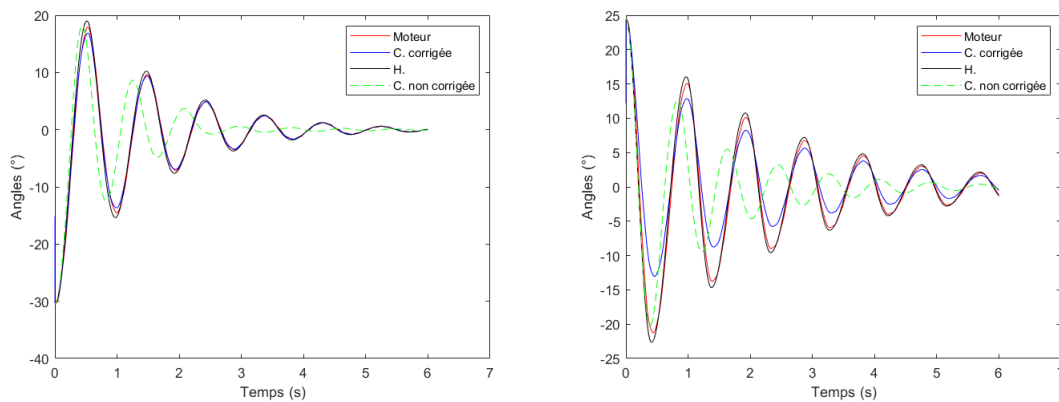 20
10
0
-10
-20
-30
-40
0 1 2 3 4 5 6 7
Angles (°)
Temps (s)
Moteur
C. corrigée
H.
C. non corrigée
25
20
15
10
5
0
-5
-10
-15
-20
-25
0 1 2 3 4 5 6 7
Angles (°)
Temps (s)
Moteur
C. corrigée
H.
C. non corrigée